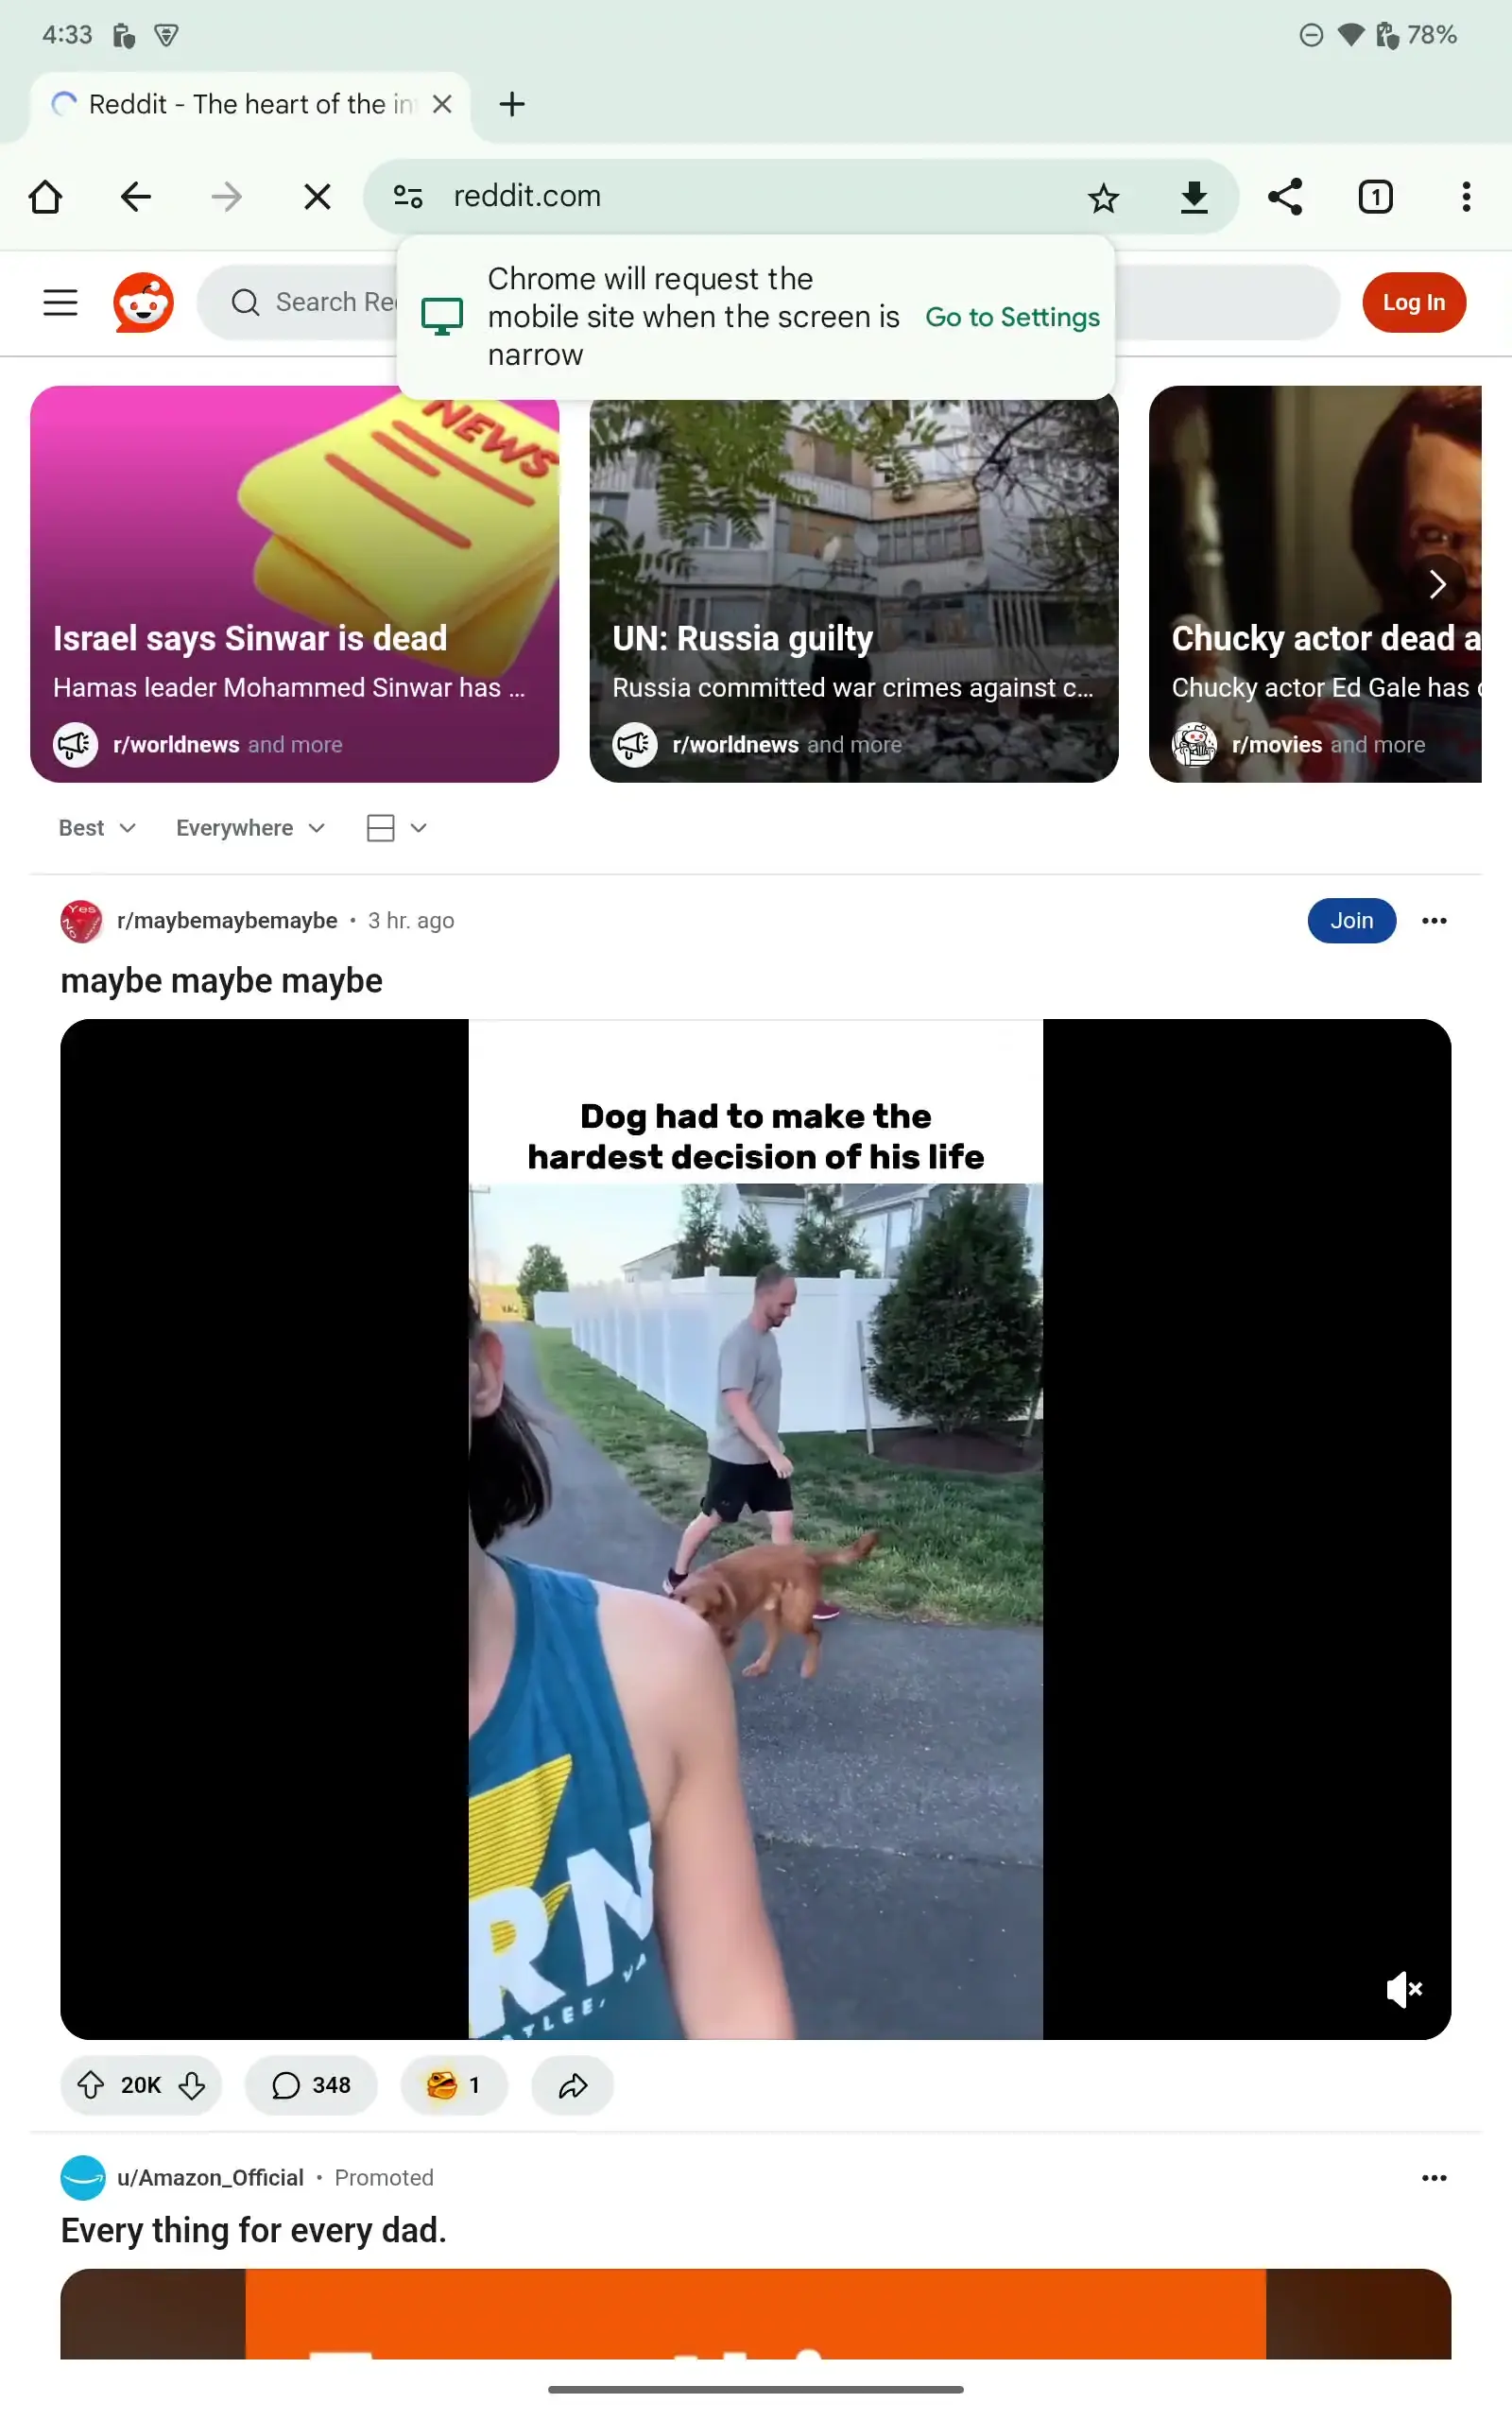 4:33
78%
Reddit - The heart of the in
reddit.com
1
Chrome will request the
mobile site when the screen is
narrow
Go to Settings
Search Re
Log In
NEWS
Israel says Sinwar is dead
Hamas leader Mohammed Sinwar has ...
r/worldnews and more
UN: Russia guilty
Russia committed war crimes against c...
r/worldnews and more
Chucky actor dead a
Chucky actor Ed Gale has
r/movies and more
Best
Everywhere
Yes
NO
r/maybemaybemaybe • 3 hr. ago
Join
maybe maybe maybe
Dog had to make the
hardest decision of his life
RN
20K
348
1
u/Amazon_Official • Promoted
Every thing for every dad.